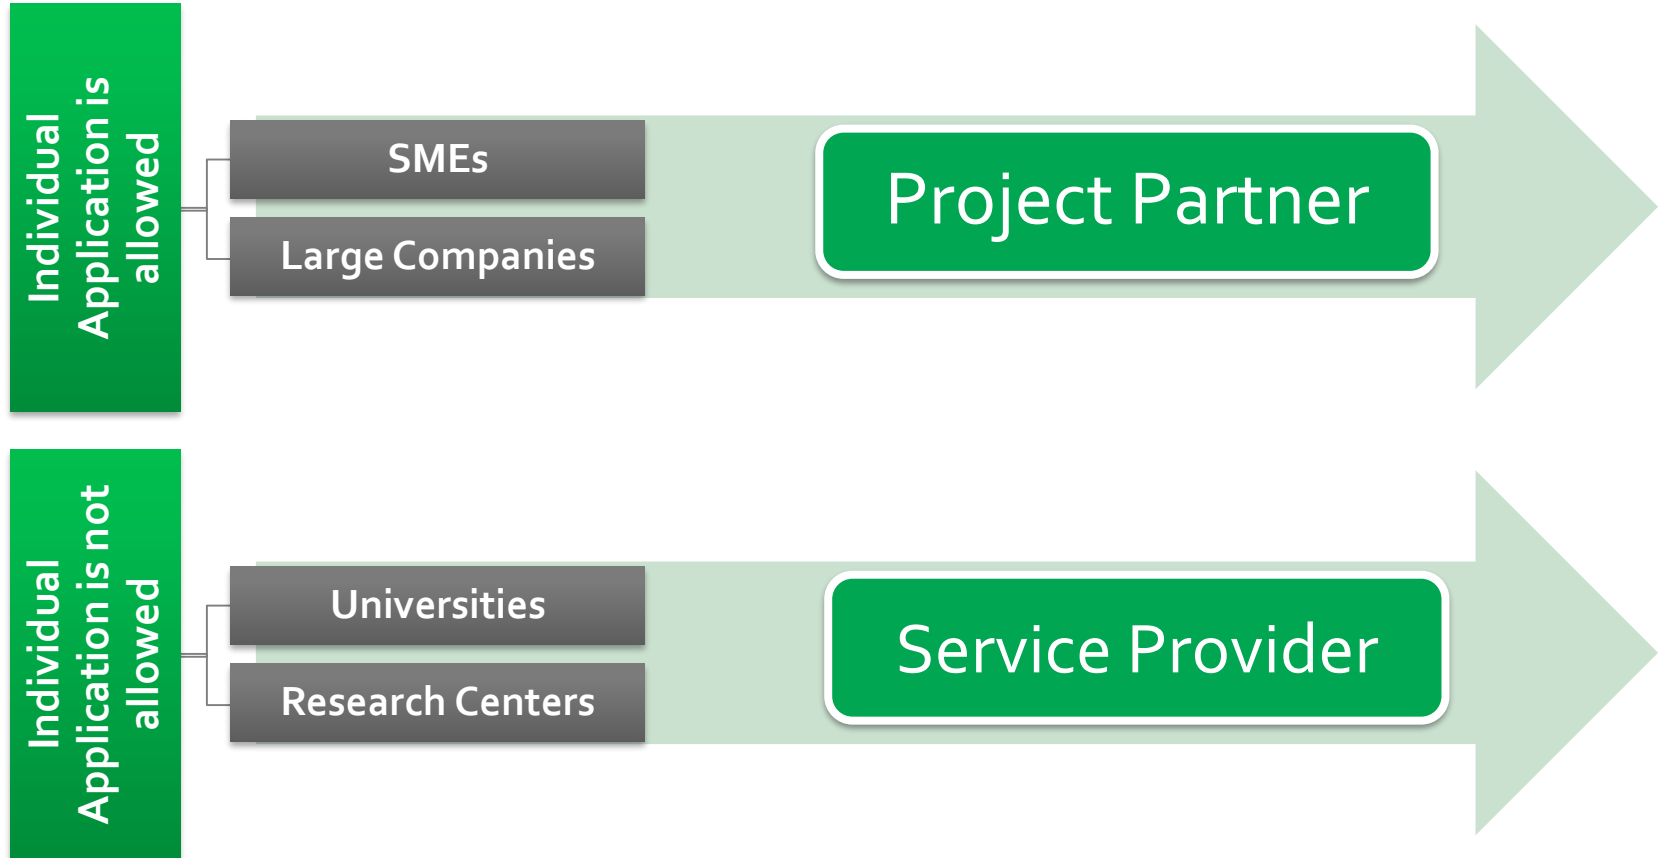 Individual
Application is
allowed
SMEs
Large Companies
Project Partner
Individual
Application is not
allowed
Universities
Research Centers
Service Provider